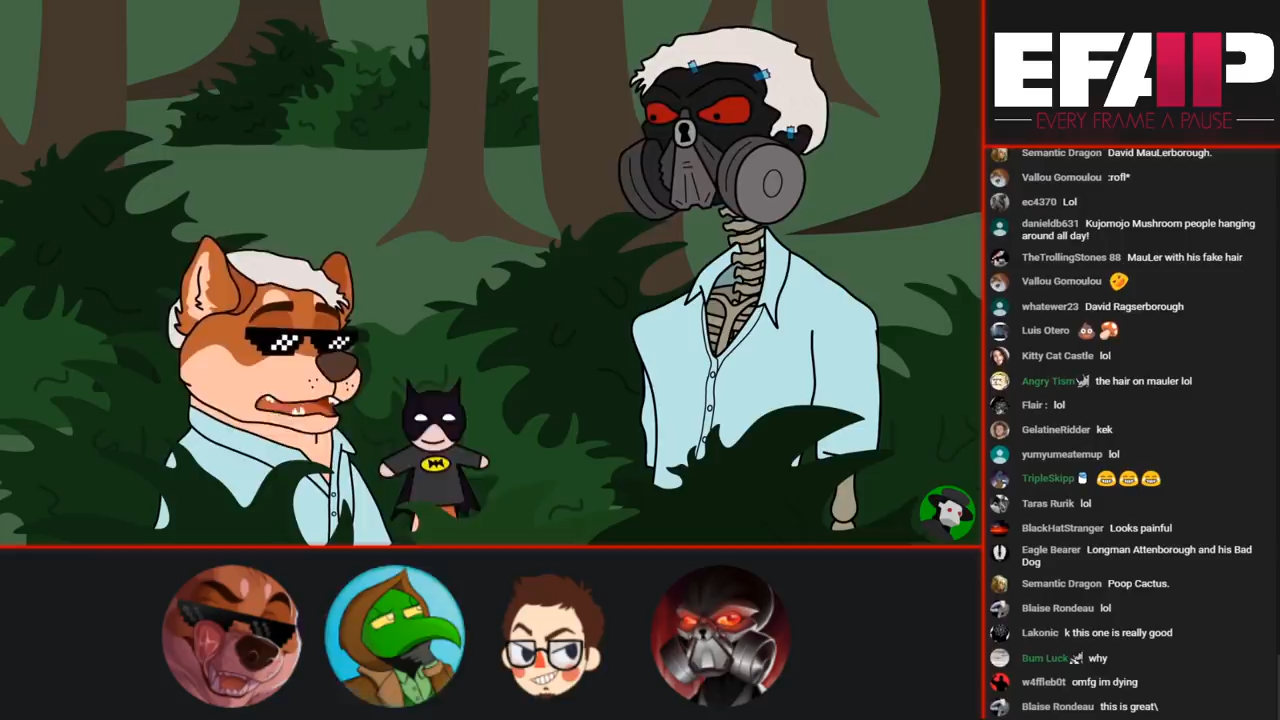 EFAP
EVERY FRAME A PAUSE
Semantic Dragon David MauLerborough.
Vallou Gomoulou :rofl*
ec4370 Lol
danieldb631 Kujomojo Mushroom people hanging
around all day!
TheTrollingStones 88 MauLer with his fake hair
Vallou Gomoulou
whatewer23 David Ragserborough
Luis Otero
Kitty Cat Castle lol
Angry Tism the hair on mauler lol
Flair : lol
GelatineRidder kek
yumyumeatemup lol
TripleSkipp
Taras Rurik lol
BlackHatStranger Looks painful
Eagle Bearer Longman Attenborough and his Bad
Dog
Semantic Dragon Poop Cactus.
Blaise Rondeau lol
Lakonic k this one is really good
Bum Luck why
w4ffleb0t omfg im dying
Blaise Rondeau this is great\